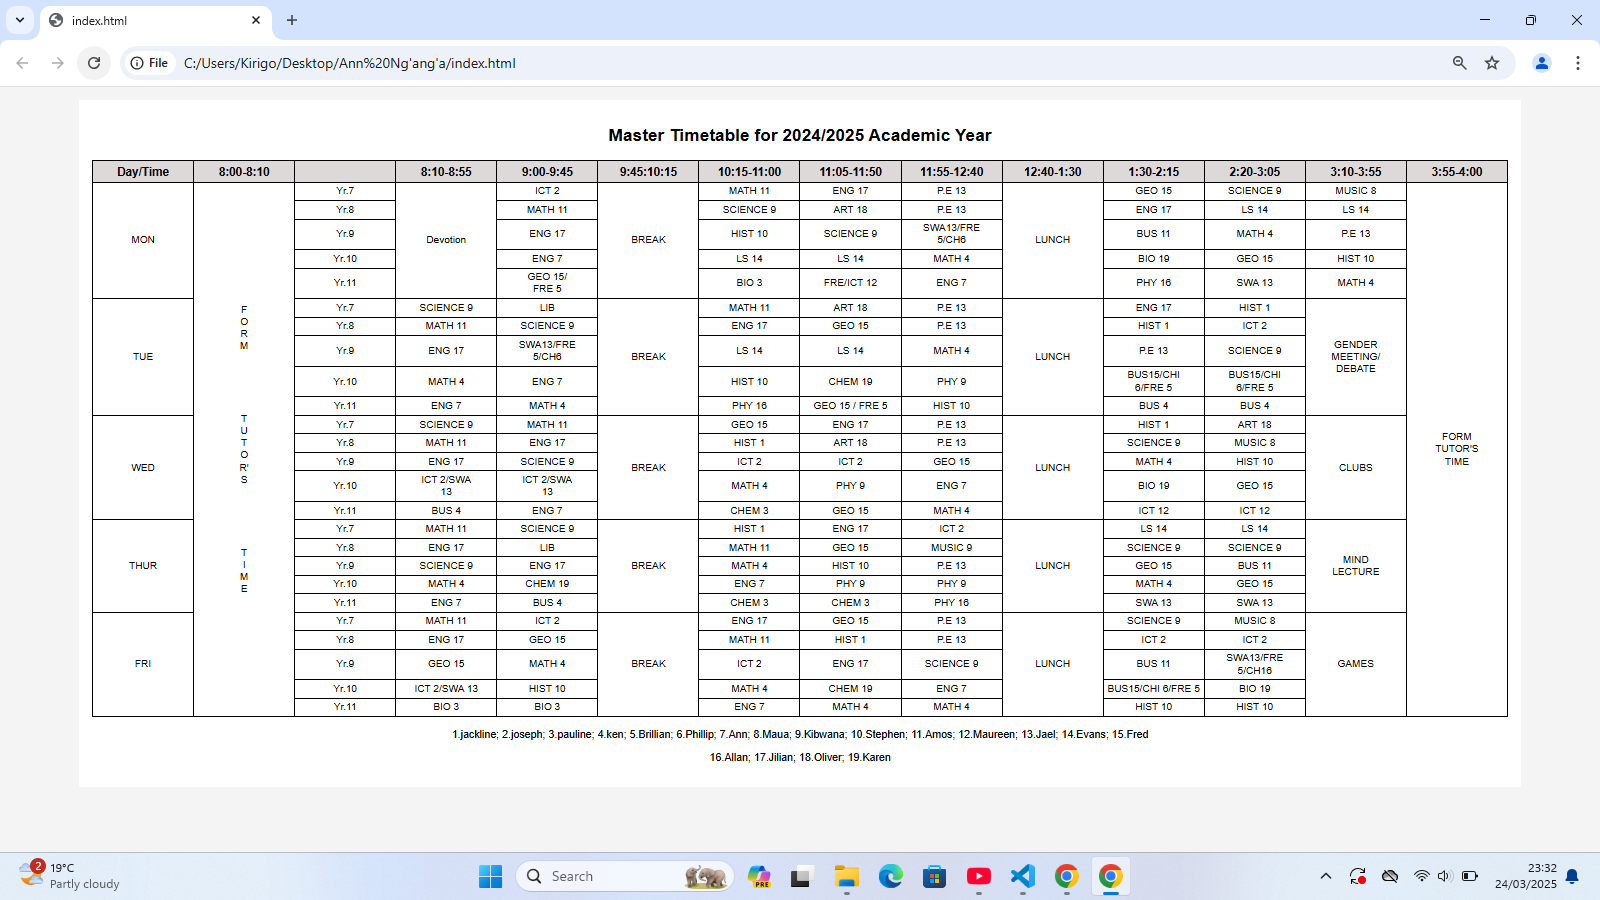 index.html
File C:/Users/Kirigo/Desktop/Ann%20Ng'ang'a/index.html
Master Timetable for 2024/2025 Academic Year
Day/Time 8:00-8:10 8:10-8:55 9:00-9:45 9:45:10:15 10:15-11:00 11:05-11:50 11:55-12:40 12:40-1:30 1:30-2:15 2:20-3:05 3:10-3:55 3:55-4:00
MON FORM TUTOR'S TIME Yr.7 Devotion ICT 2 BREAK MATH 11 ENG 17 P.E 13 LUNCH GEO 15 SCIENCE 9 MUSIC 8 FORM TUTOR'S TIME
Yr.8 MATH 11 SCIENCE 9 ART 18 P.E 13 ENG 17 LS 14 LS 14
Yr.9 ENG 17 HIST 10 SCIENCE 9 SWA13/FRE 5/CH6 BUS 11 MATH 4 P.E 13
Yr.10 ENG 7 LS 14 LS 14 MATH 4 BIO 19 GEO 15 HIST 10
Yr.11 GEO 15/ FRE 5 BIO 3 FRE/ICT 12 ENG 7 PHY 16 SWA 13 MATH 4
TUE Yr.7 SCIENCE 9 LIB BREAK MATH 11 ART 18 P.E 13 LUNCH ENG 17 HIST 1 GENDER MEETING/ DEBATE
Yr.8 MATH 11 SCIENCE 9 ENG 17 GEO 15 P.E 13 HIST 1 ICT 2
Yr.9 ENG 17 SWA13/FRE 5/CH6 LS 14 LS 14 MATH 4 P.E 13 SCIENCE 9
Yr.10 MATH 4 ENG 7 HIST 10 CHEM 19 PHY 9 BUS15/CHI 6/FRE 5 BUS15/CHI 6/FRE 5
Yr.11 ENG 7 MATH 4 PHY 16 GEO 15 / FRE 5 HIST 10 BUS 4 BUS 4
WED Yr.7 SCIENCE 9 MATH 11 BREAK GEO 15 ENG 17 P.E 13 LUNCH HIST 1 ART 18 CLUBS
Yr.8 MATH 11 ENG 17 HIST 1 ART 18 P.E 13 SCIENCE 9 MUSIC 8
Yr.9 ENG 17 SCIENCE 9 ICT 2 ICT 2 GEO 15 MATH 4 HIST 10
Yr.10 ICT 2/SWA 13 ICT 2/SWA 13 MATH 4 PHY 9 ENG 7 BIO 19 GEO 15
Yr.11 BUS 4 ENG 7 CHEM 3 GEO 15 MATH 4 ICT 12 ICT 12
THUR Yr.7 MATH 11 SCIENCE 9 BREAK HIST 1 ENG 17 ICT 2 LUNCH LS 14 LS 14 MIND LECTURE
Yr.8 ENG 17 LIB MATH 11 GEO 15 MUSIC 9 SCIENCE 9 SCIENCE 9
Yr.9 SCIENCE 9 ENG 17 MATH 4 HIST 10 P.E 13 GEO 15 BUS 11
Yr.10 MATH 4 CHEM 19 ENG 7 PHY 9 PHY 9 MATH 4 GEO 15
Yr.11 ENG 7 BUS 4 CHEM 3 CHEM 3 PHY 16 SWA 13 SWA 13
FRI Yr.7 MATH 11 ICT 2 BREAK ENG 17 GEO 15 P.E 13 LUNCH SCIENCE 9 MUSIC 8 GAMES
Yr.8 ENG 17 GEO 15 MATH 11 HIST 1 P.E 13 ICT 2 ICT 2
Yr.9 GEO 15 MATH 4 ICT 2 ENG 17 SCIENCE 9 BUS 11 SWA13/FRE 5/CH16
Yr.10 ICT 2/SWA 13 HIST 10 MATH 4 CHEM 19 ENG 7 BUS15/CHI 6/FRE 5 BIO 19
Yr.11 BIO 3 BIO 3 ENG 7 MATH 4 MATH 4 HIST 10 HIST 10
1.jackline; 2.joseph; 3.pauline; 4.ken; 5.Brillian; 6.Phillip; 7.Ann; 8.Maua; 9.Kibwana; 10.Stephen; 11.Amos; 12.Maureen; 13.Jael; 14.Evans; 15.Fred
16.Allan; 17.Jilian; 18.Oliver; 19.Karen
2 19°C
Partly cloudy
Search
PRE
23:32
24/03/2025